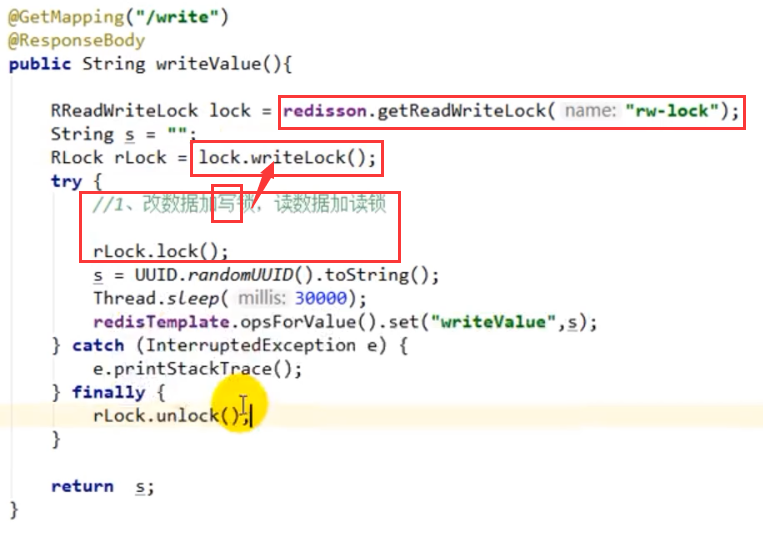 @GetMapping("/write")
@ResponseBody
public String writeValue(){
RReadWriteLock lock = redisson.getReadWriteLock( name: "rw-lock");
String s = "";
RLock rLock = lock.writeLock();
try {
//1、改数据加写锁，读数据加读锁
rLock.lock();
s = UUID.randomUUID().toString();
Thread.sleep( millis: 30000);
redisTemplate.opsForValue().set("writeValue",s);
} catch (InterruptedException e) {
e.printStackTrace();
} finally {
rLock.unlock();
}
return s;
}